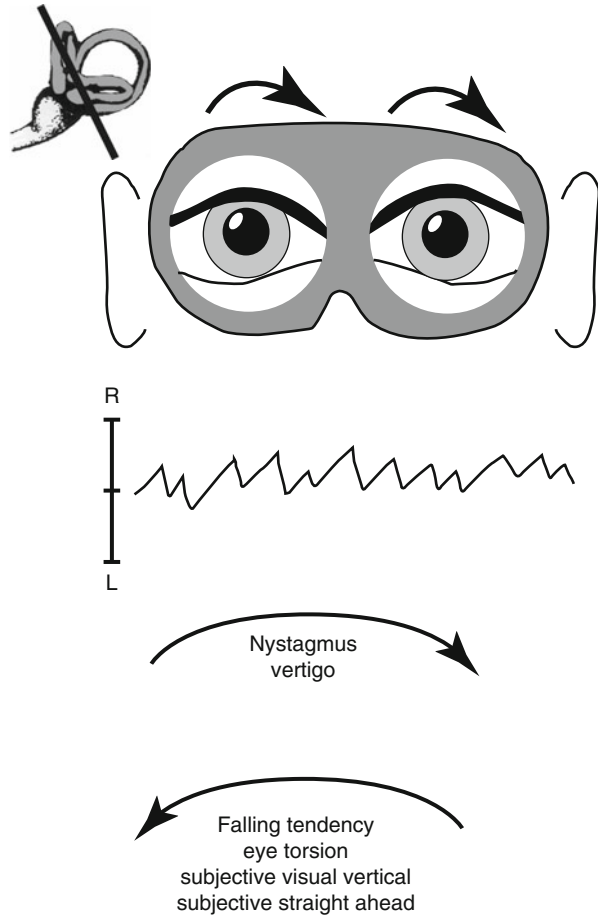 R
L
Nystagmus
vertigo
Falling tendency
eye torsion
subjective visual vertical
subjective straight ahead